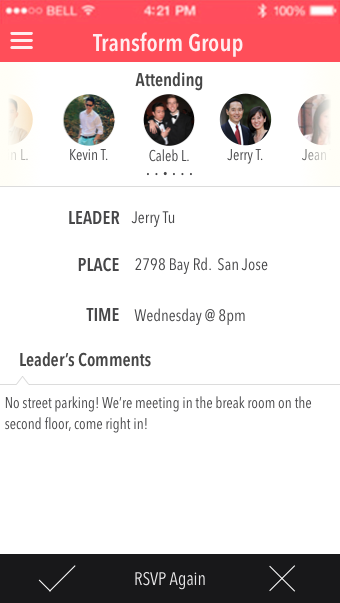 BELL 4:21 PM 100%
Transform Group
Attending
n L. Kevin T. Caleb L. Jerry T. Jean
LEADER Jerry Tu
PLACE 2798 Bay Rd. San Jose
TIME Wednesday @ 8pm
Leader's Comments
No street parking! We're meeting in the break room on the
second floor, come right in!
RSVP Again